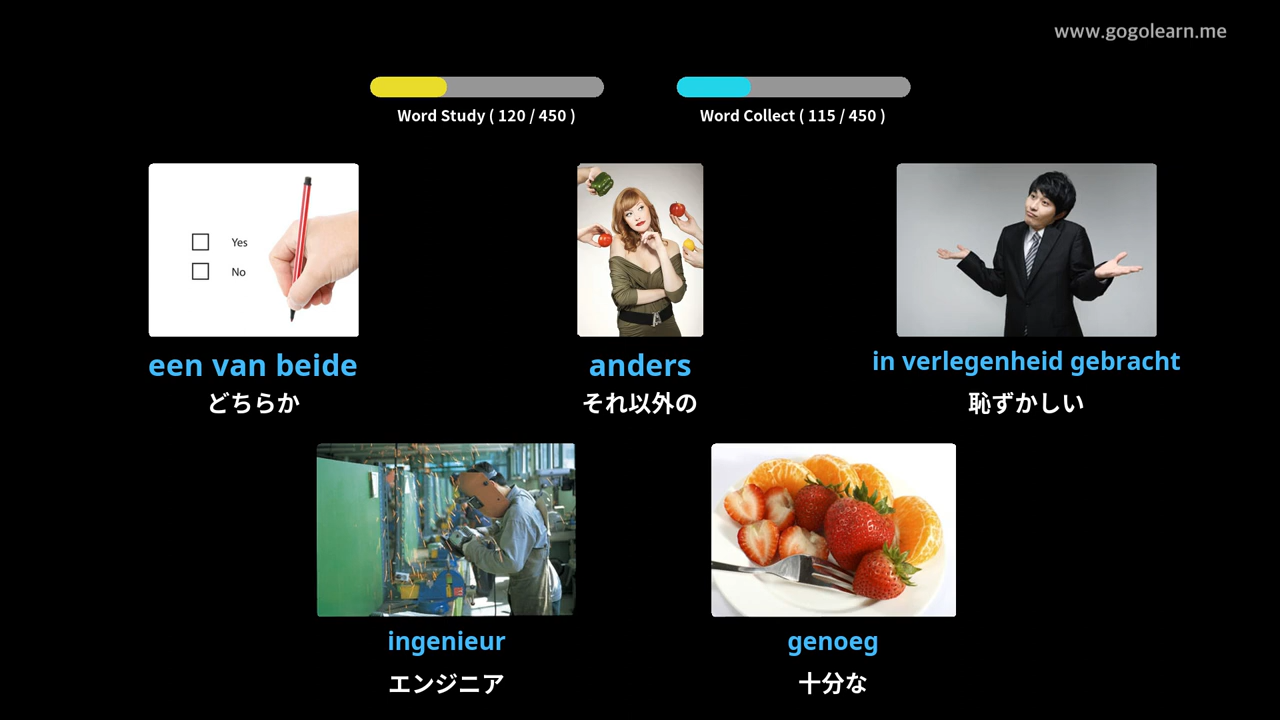 www.gogolearn.me
Word Study ( 120 / 450 )
Word Collect ( 115 / 450 )
Yes
No
een van beide
どちらか
anders
それ以外の
in verlegenheid gebracht
恥ずかしい
ingenieur
エンジニア
genoeg
十分な